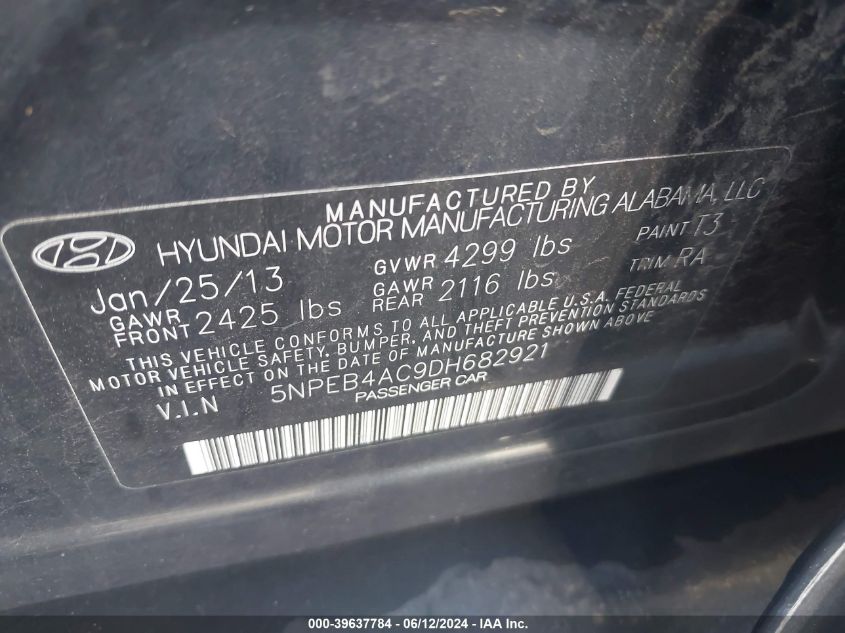 MANUFACTURED BY
HYUNDAI MOTOR MANUFACTURING ALABAMA, LLC
Jan/25/13 GVWR 4299 lbs PAINT T3
GAWR FRONT 2425 lbs GAWR REAR 2116 lbs TRIM RA
THIS VEHICLE CONFORMS TO ALL APPLICABLE U.S.A. FEDERAL
MOTOR VEHICLE SAFETY, BUMPER, AND THEFT PREVENTION STANDARDS
IN EFFECT ON THE DATE OF MANUFACTURE SHOWN ABOVE
V.I.N 5NPEB4AC9DH682921
PASSENGER CAR
000-39637784 - 06/12/2024 - IAA Inc.